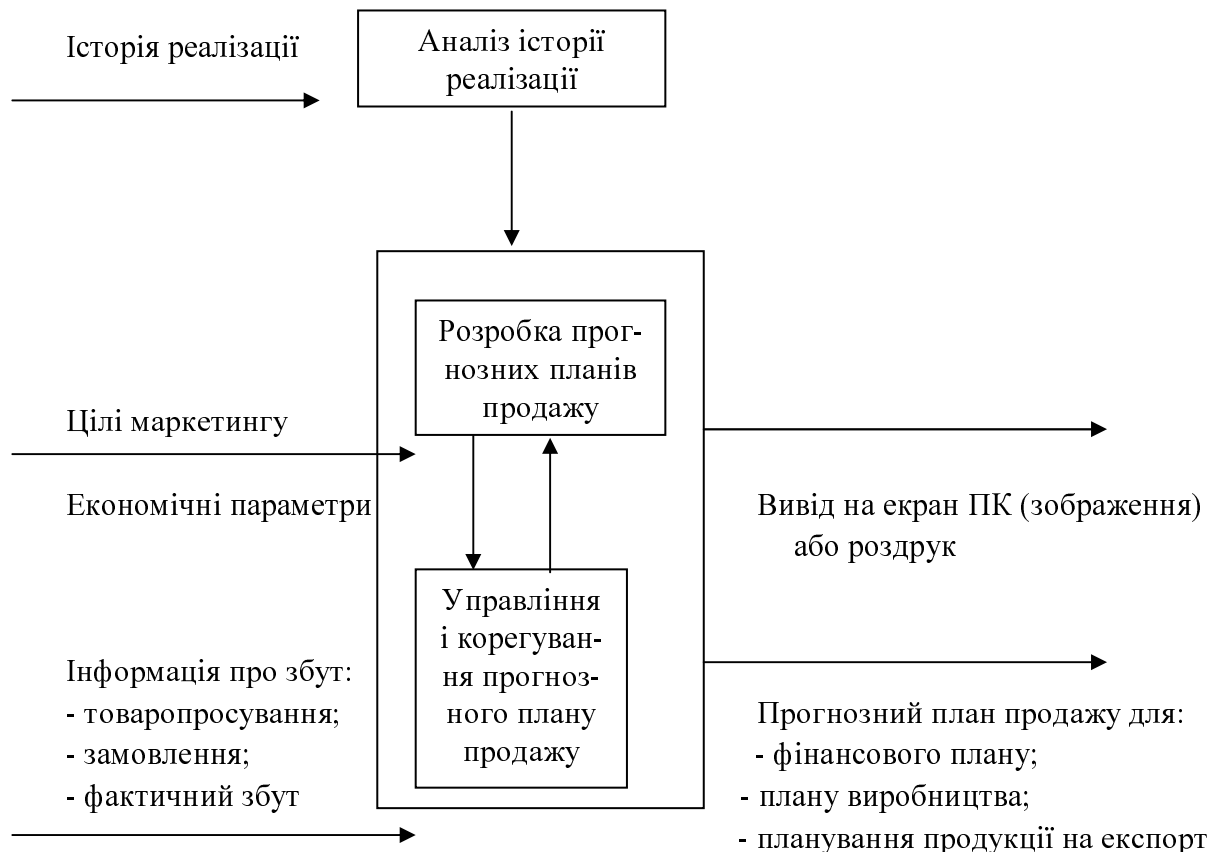 Історія реалізації
Аналіз історії
реалізації
Розробка прог-
нозних планів
продажу
Цілі маркетингу
Економічні параметри
Вивід на екран ПК (зображення)
або роздрук
Управління
і корегуван-
ня прогноз-
ного плану
продажу
Інформація про збут:
- товаропросування;
- замовлення;
- фактичний збут
Прогнозний план продажу для:
- фінансового плану;
- плану виробництва;
- планування продукції на експорт